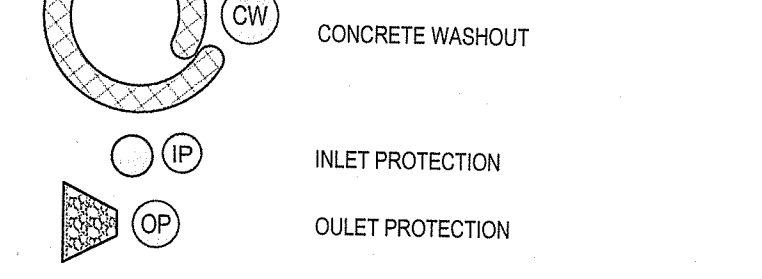 CW CONCRETE WASHOUT
IP INLET PROTECTION
OP OULET PROTECTION